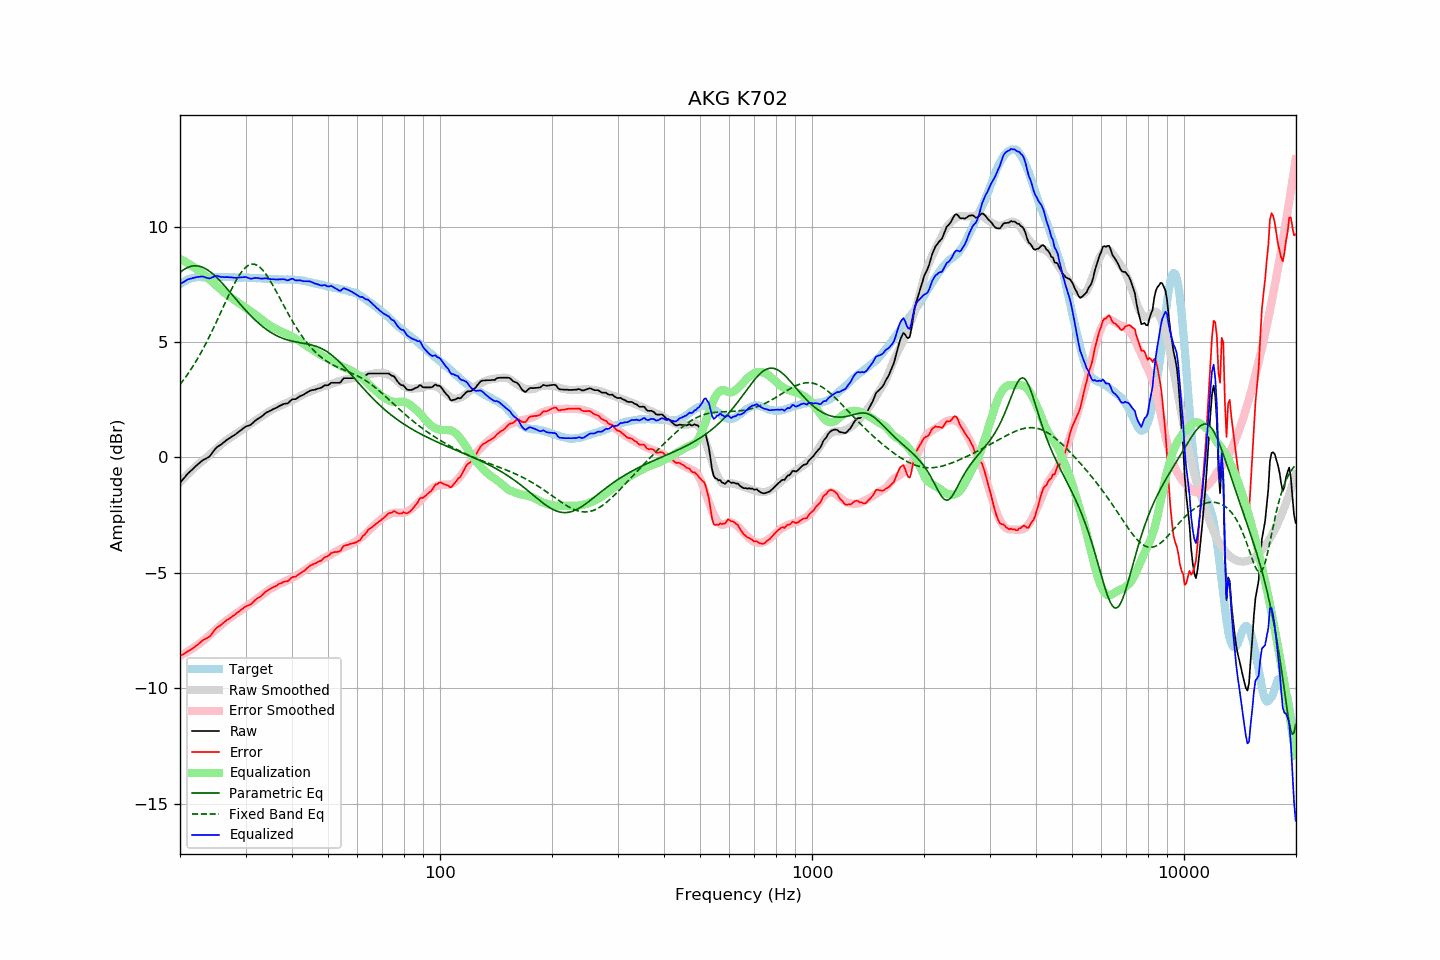 AKG K702
Amplitude (dBr)
10
5
0
−5
−10
−15
Target
Raw Smoothed
Error Smoothed
Raw
Error
Equalization
Parametric Eq
Fixed Band Eq
Equalized
100
1000
10000
Frequency (Hz)